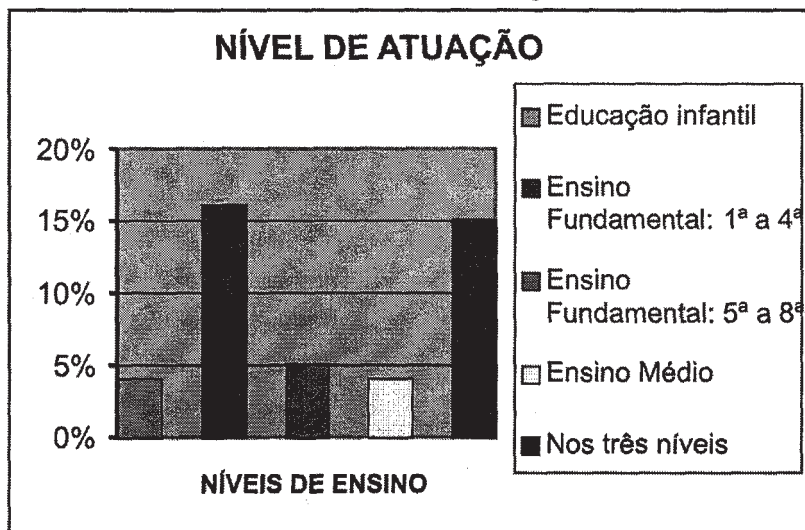 NÍVEL DE ATUAÇÃO
20%
15%
10%
5%
0%
NÍVEIS DE ENSINO
Educação infantil
Ensino
Fundamental: 1ª a 4ª
Ensino
Fundamental: 5ª a 8ª
Ensino Médio
Nos três níveis